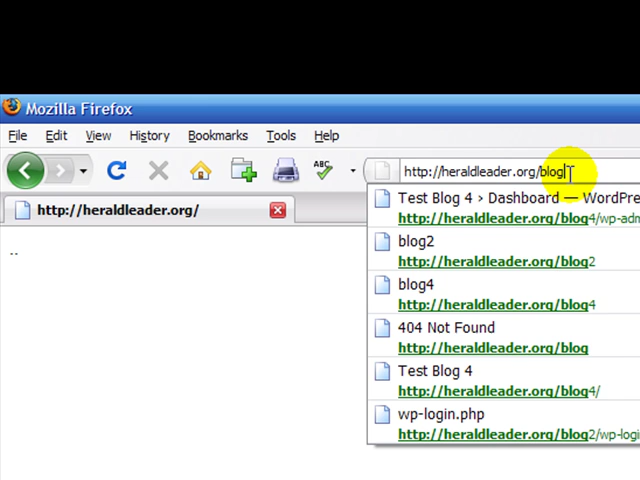 Mozilla Firefox
File Edit View History Bookmarks Tools Help
ABC http://heraldleader.org/blog
http://heraldleader.org/
..
Test Blog 4 › Dashboard — WordPre
http://heraldleader.org/blog4/wp-adm
blog2
http://heraldleader.org/blog2
blog4
http://heraldleader.org/blog4
404 Not Found
http://heraldleader.org/blog
Test Blog 4
http://heraldleader.org/blog4/
wp-login.php
http://heraldleader.org/blog2/wp-login